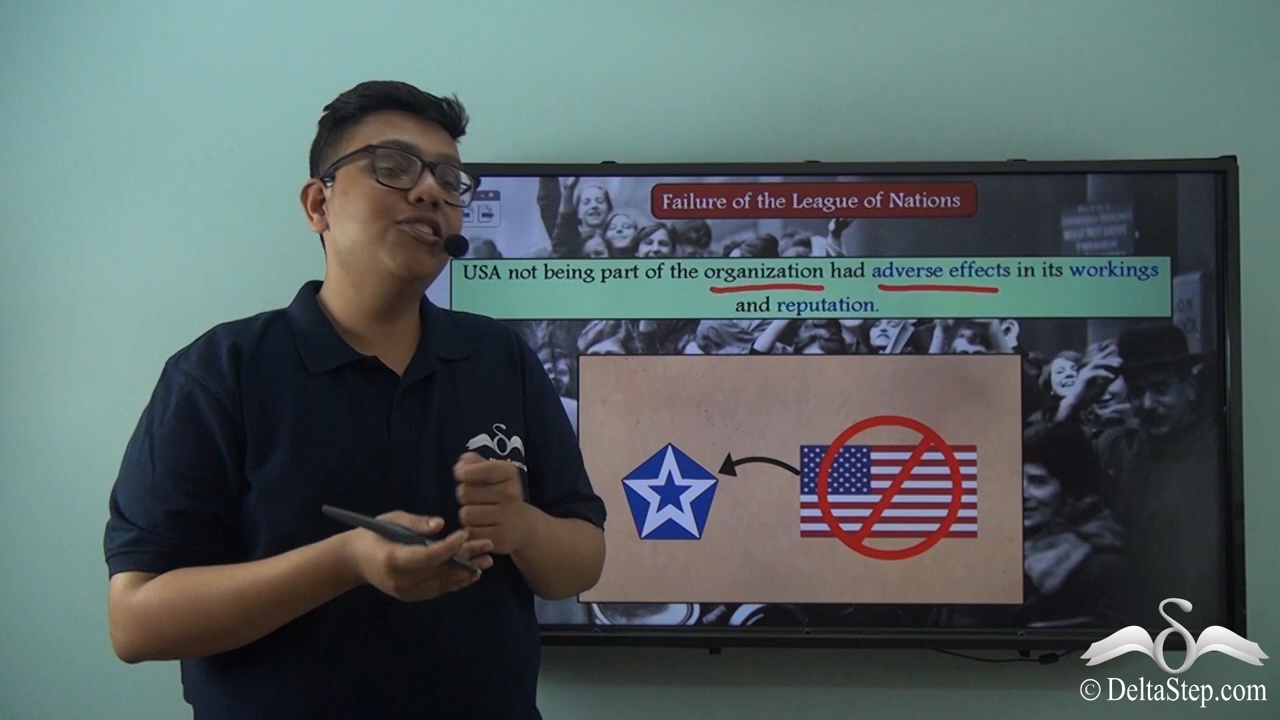 Failure of the League of Nations
USA not being part of the organization had adverse effects in its workings
and reputation.
© DeltaStep.com